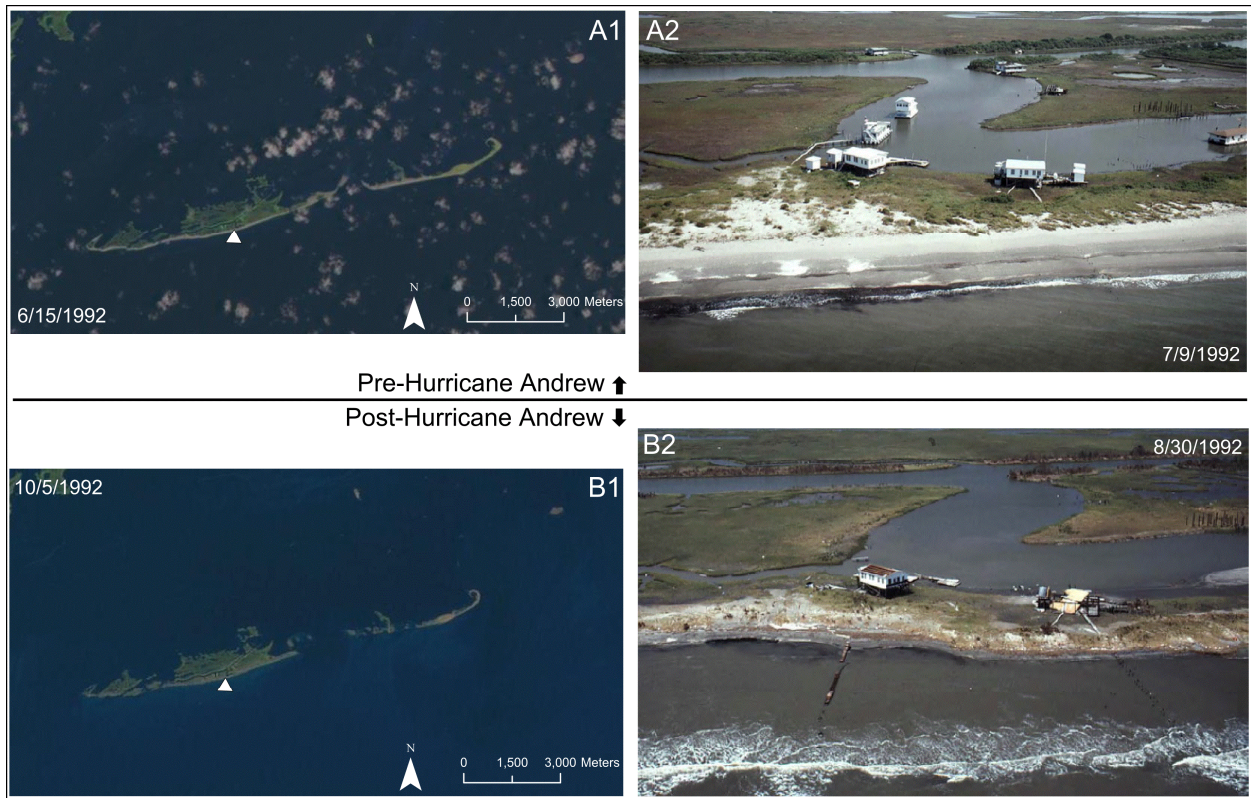 A1
A2
N
0 1,500 3,000 Meters
6/15/1992
7/9/1992
Pre-Hurricane Andrew ⬆
Post-Hurricane Andrew ⬇
B2
8/30/1992
10/5/1992
B1
N
0 1,500 3,000 Meters